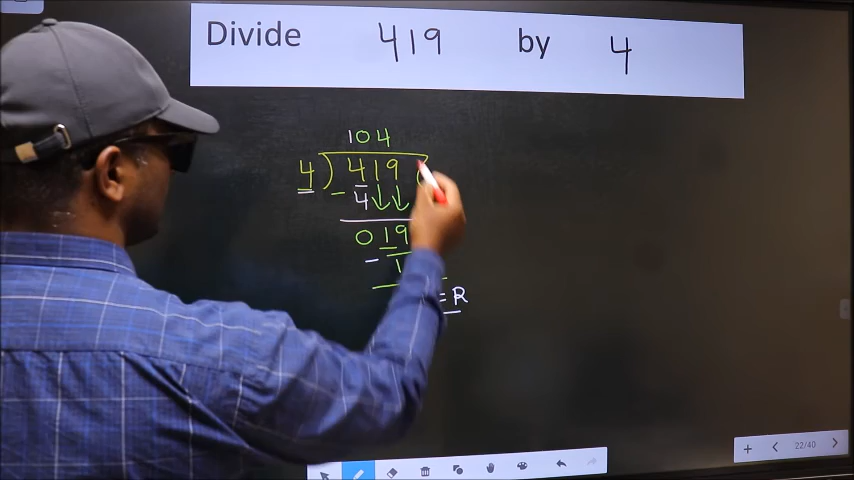 Divide 419 by 4
104
4 ) 419 (
- 4
019
- 1
= R
22/40